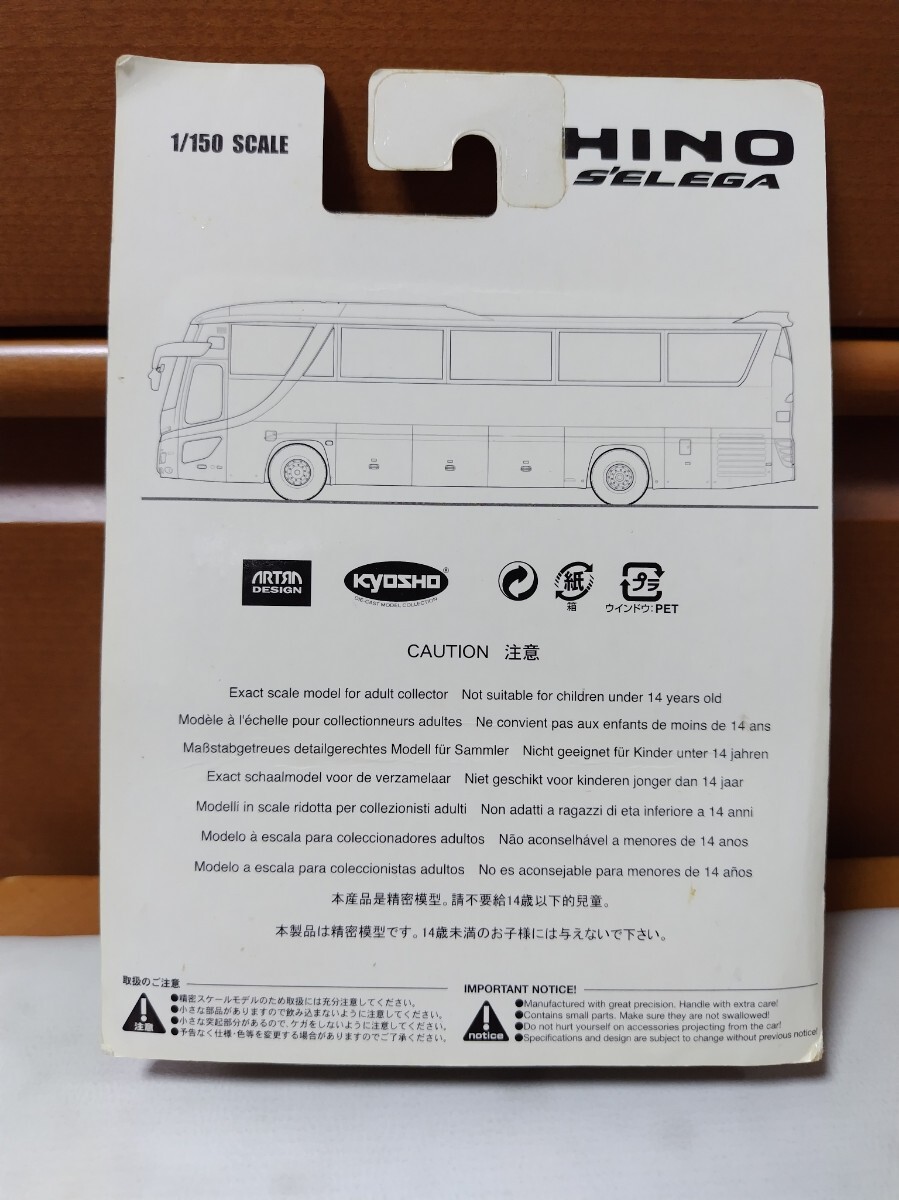 1/150 SCALE
HINO
S'ELEGA
ARTRA
DESIGN
KYOSHO®
DIE-CAST MODEL COLLECTION
紙
箱
プラ
ウインドウ:PET
CAUTION 注意
Exact scale model for adult collector Not suitable for children under 14 years old
Modèle à l'échelle pour collectionneurs adultes Ne convient pas aux enfants de moins de 14 ans
Maßstabgetreues detailgerechtes Modell für Sammler Nicht geeignet für Kinder unter 14 jahren
Exact schaalmodel voor de verzamelaar Niet geschikt voor kinderen jonger dan 14 jaar
Modelli in scale ridotta per collezionisti adulti Non adatti a ragazzi di eta inferiore a 14 anni
Modelo à escala para coleccionadores adultos Não aconselhável a menores de 14 anos
Modelo a escala para coleccionistas adultos No es aconsejable para menores de 14 años
本産品是精密模型。請不要給14歳以下的兒童。
本製品は精密模型です。14歳未満のお子様には与えないで下さい。
取扱のご注意
注意
●精密スケールモデルのため取扱には充分注意してください。
●小さな部品がありますので飲み込まないように注意してください。
●小さな突起部分があるので、ケガをしないように注意してください。
●予告なく仕様・色等を変更する場合がありますのでご了承ください。
IMPORTANT NOTICE!
notice
●Manufactured with great precision. Handle with extra care!
●Contains small parts. Make sure they are not swallowed!
●Do not hurt yourself on accessories projecting from the car!
●Specifications and design are subject to change without previous notice!